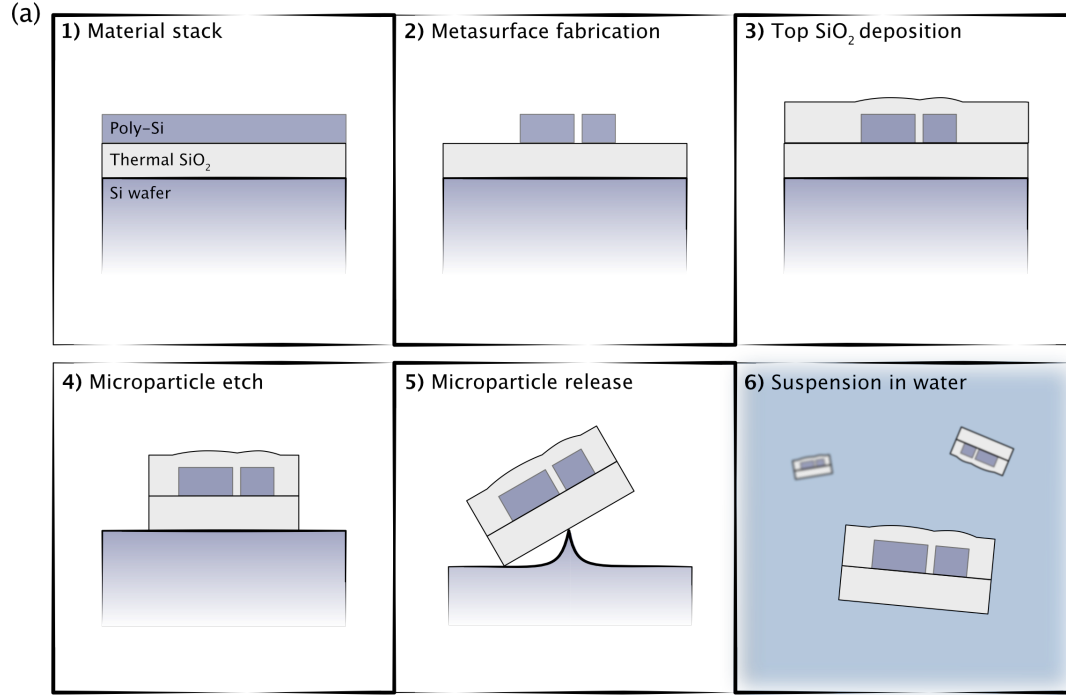 (a)
1) Material stack
Poly-Si
Thermal SiO₂
Si wafer
2) Metasurface fabrication
3) Top SiO₂ deposition
4) Microparticle etch
5) Microparticle release
6) Suspension in water